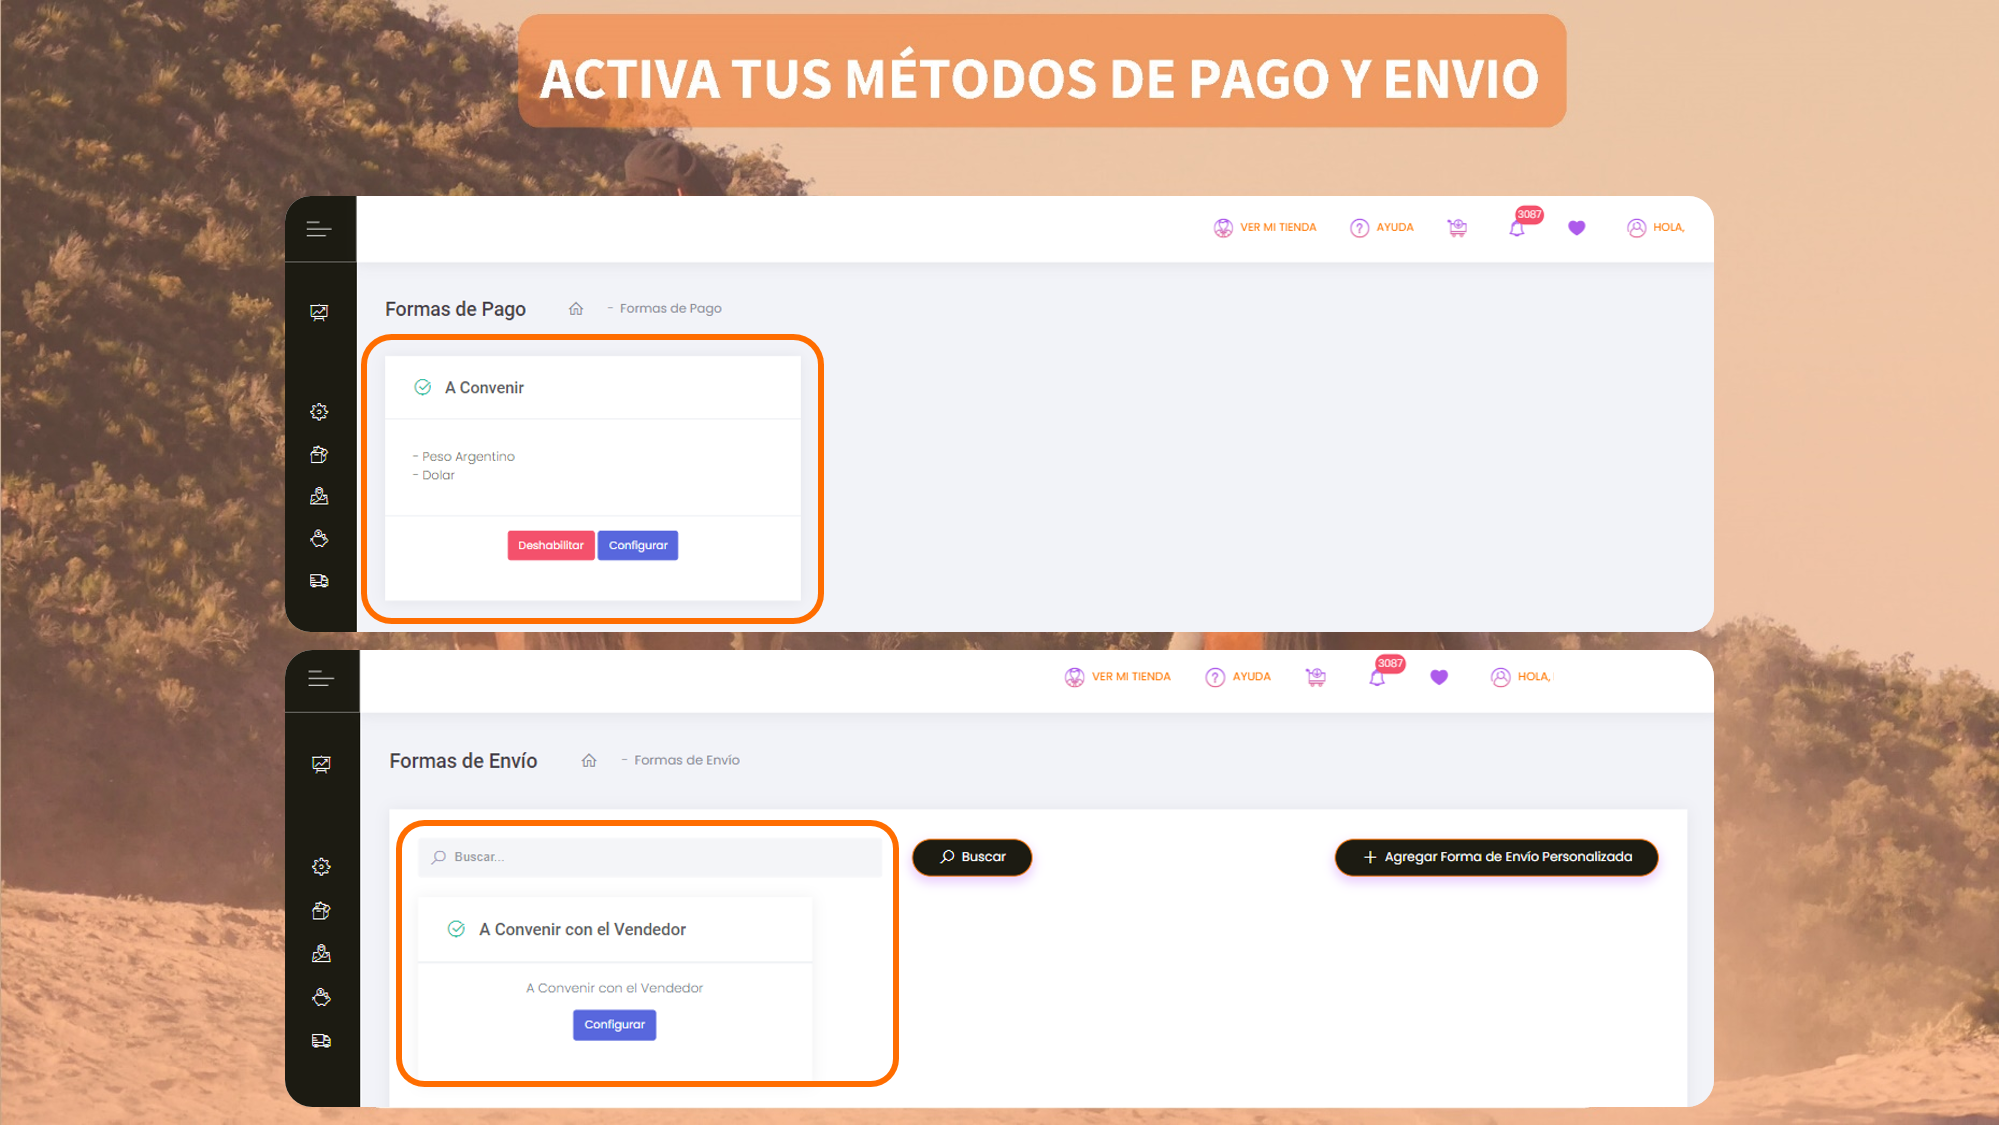 ACTIVA TUS MÉTODOS DE PAGO Y ENVIO
VER MI TIENDA
AYUDA
3087
HOLA,
Formas de Pago
- Formas de Pago
A Convenir
- Peso Argentino
- Dolar
Deshabilitar
Configurar
VER MI TIENDA
AYUDA
3087
HOLA,
Formas de Envío
- Formas de Envío
Buscar...
Buscar
+ Agregar Forma de Envío Personalizada
A Convenir con el Vendedor
A Convenir con el Vendedor
Configurar